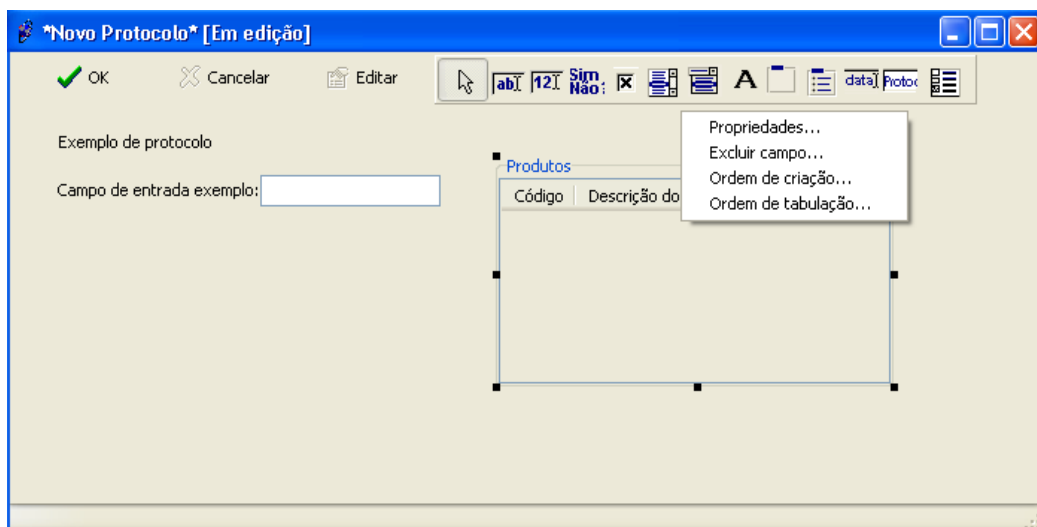 *Novo Protocolo* [Em edição]
OK Cancelar Editar ab 12 Sim Não: A data Protoc
Propriedades...
Excluir campo...
Ordem de criação...
Ordem de tabulação...
Exemplo de protocolo
Campo de entrada exemplo:
Produtos
Código Descrição do